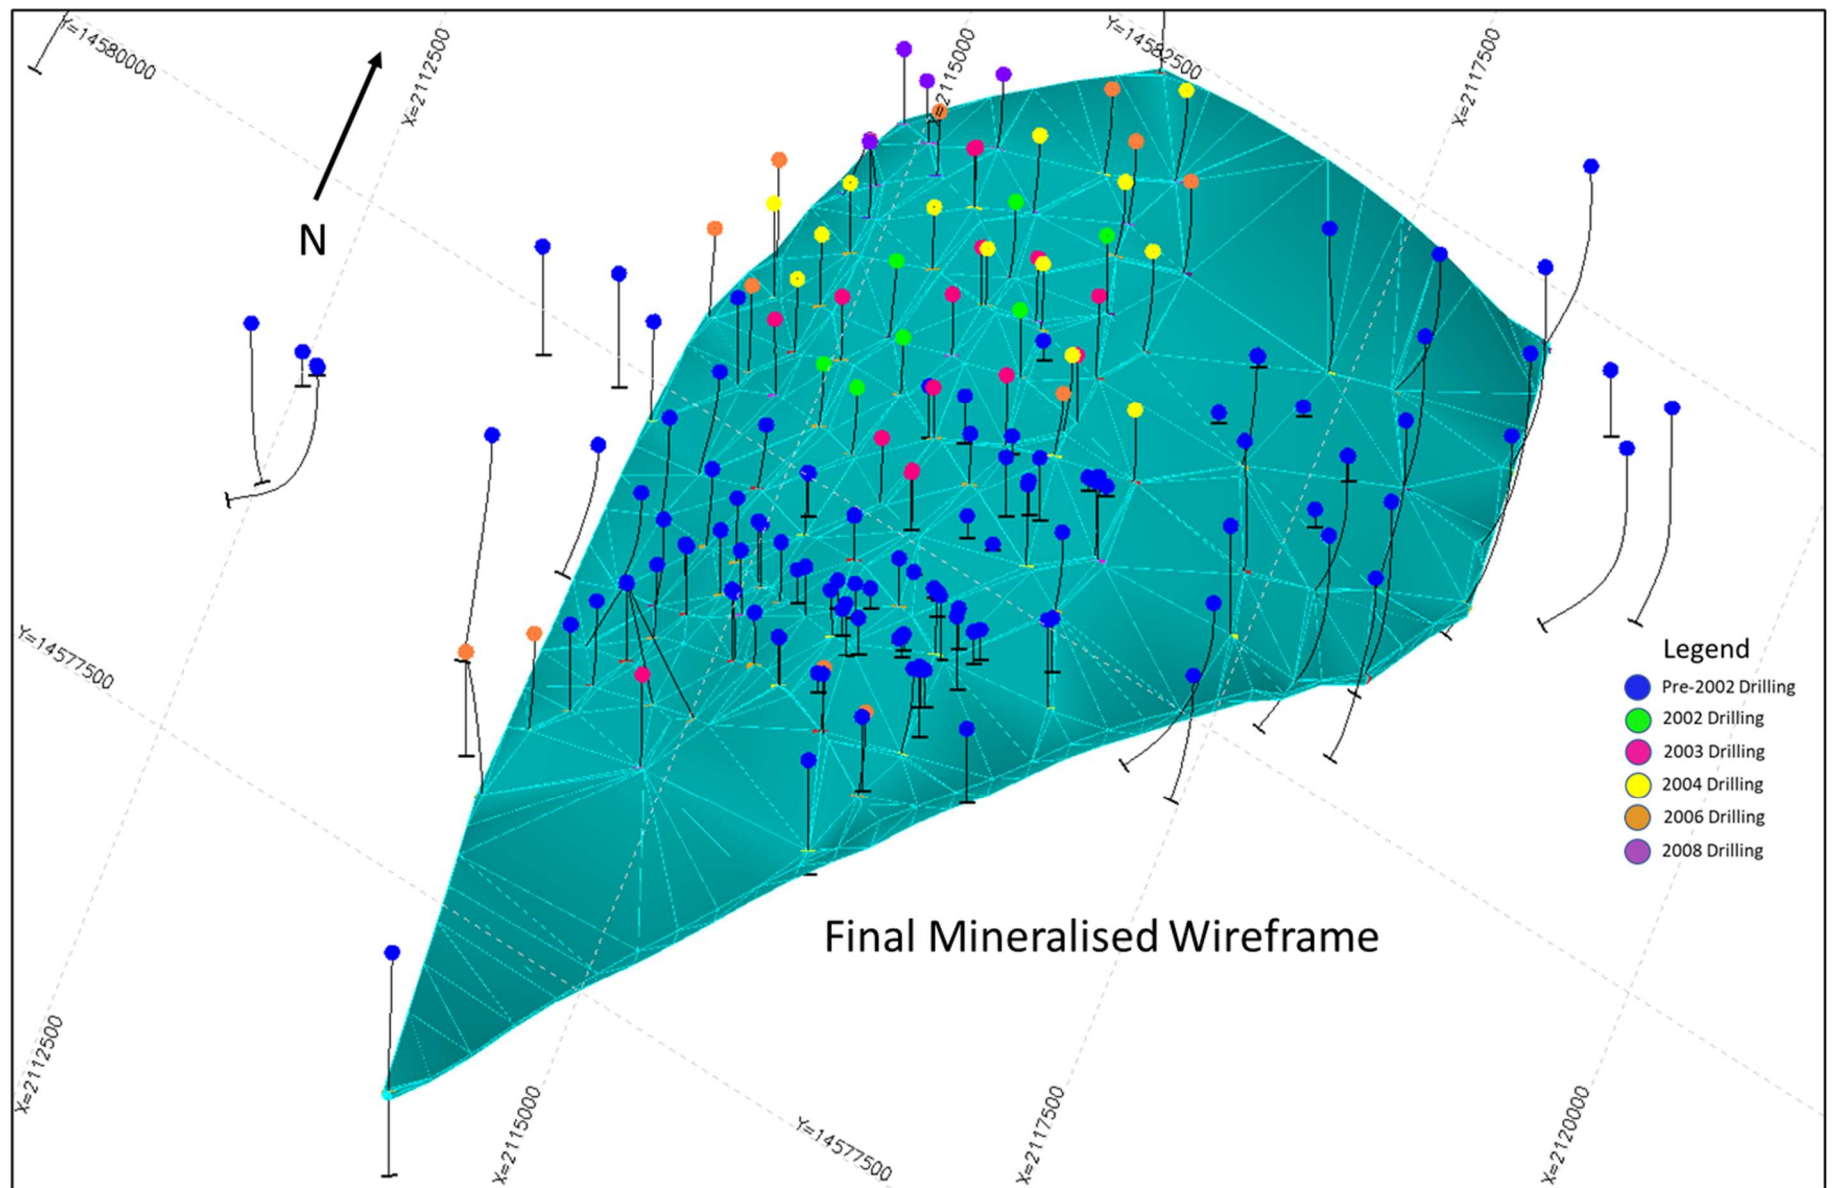 Y=14580000
X=2112500
X=2115000
Y=14582500
X=2117500
N
Y=14577500
Legend
Pre-2002 Drilling
2002 Drilling
2003 Drilling
2004 Drilling
2006 Drilling
2008 Drilling
Final Mineralised Wireframe
X=2112500
X=2115000
Y=14577500
X=2117500
X=2120000